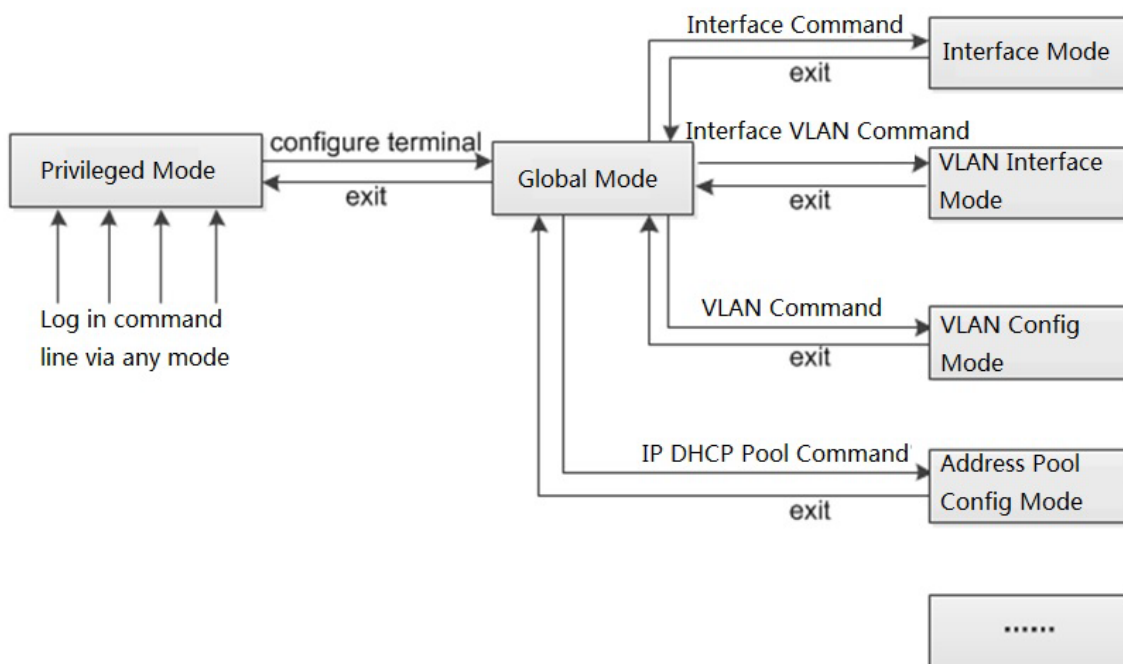 Interface Command
Interface Mode
exit
configure terminal
Interface VLAN Command
Privileged Mode
Global Mode
VLAN Interface
Mode
exit
exit
Log in command
line via any mode
VLAN Command
VLAN Config
Mode
exit
IP DHCP Pool Command
Address Pool
Config Mode
exit
......